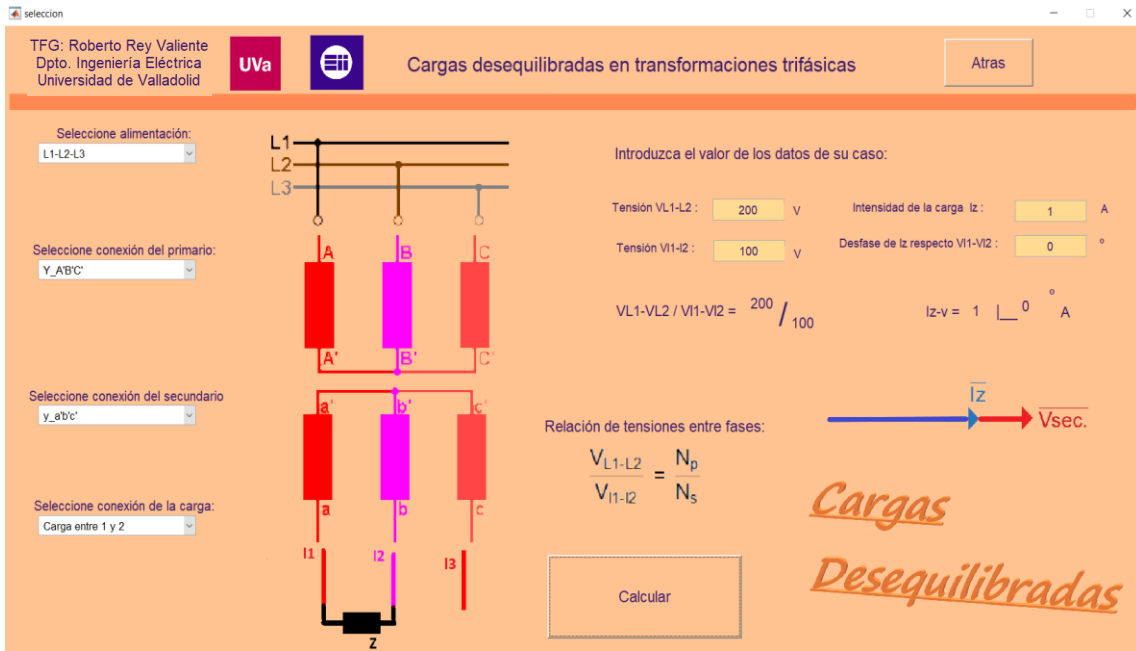 seleccion
TFG: Roberto Rey Valiente
Dpto. Ingeniería Eléctrica
Universidad de Valladolid
UVa
eii
Cargas desequilibradas en transformaciones trifásicas
Atras
Seleccione alimentación:
L1-L2-L3
Seleccione conexión del primario:
Y_A'B'C'
Seleccione conexión del secundario
y_a'b'c'
Seleccione conexión de la carga:
Carga entre 1 y 2
L1
L2
L3
A B C
A' B' C'
a' b' c'
a b c
l1 l2 l3
Z
Introduzca el valor de los datos de su caso:
Tensión VL1-L2 : 200 V
Intensidad de la carga Iz : 1 A
Tensión Vl1-l2 : 100 V
Desfase de Iz respecto Vl1-Vl2 : 0 º
VL1-VL2 / Vl1-Vl2 = 200 / 100
Iz-v = 1 |__ 0 º A
Iz
Vsec.
Relación de tensiones entre fases:
V L1-L2 / V l1-l2 = Np / Ns
Calcular
Cargas
Desequilibradas